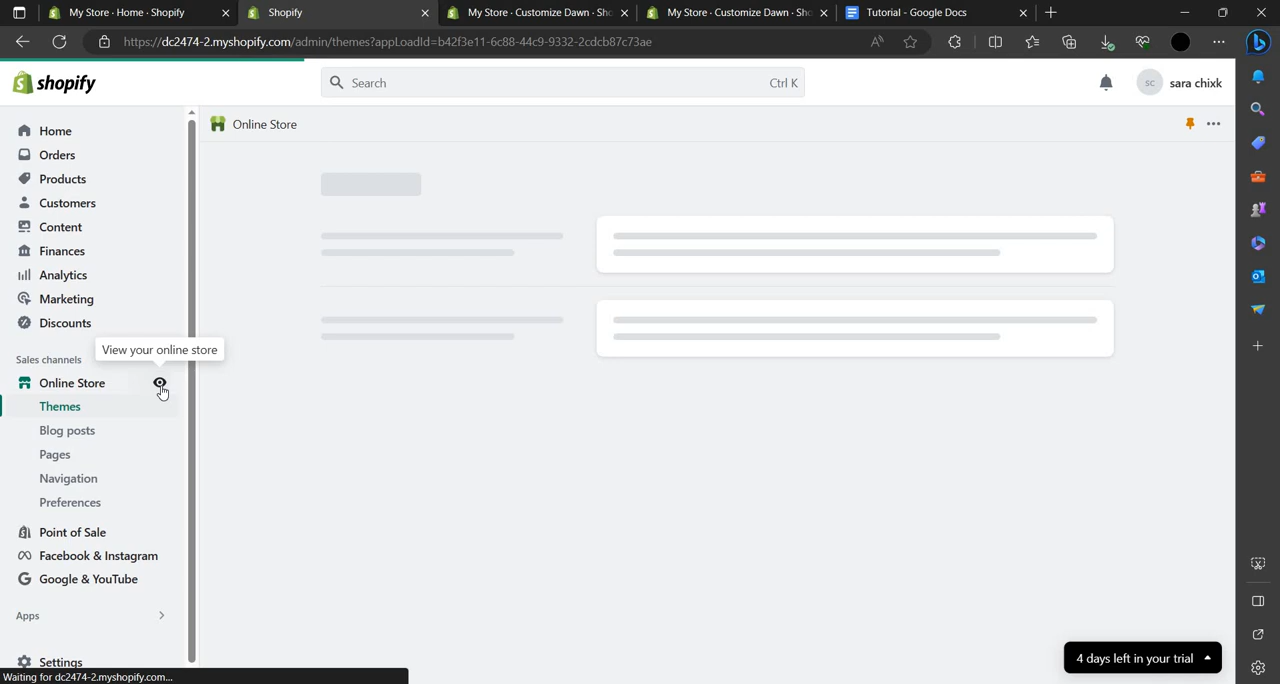 My Store · Home · Shopify
Shopify
My Store · Customize Dawn · Sho
My Store · Customize Dawn · Sho
Tutorial - Google Docs
https://dc2474-2.myshopify.com/admin/themes?appLoadId=b42f3e11-6c88-44c9-9332-2cdcb87c73ae
shopify
Search
Ctrl K
SC
sara chixk
Home
Online Store
Orders
Products
Customers
Content
Finances
Analytics
Marketing
Discounts
View your online store
Sales channels
Online Store
Themes
Blog posts
Pages
Navigation
Preferences
Point of Sale
Facebook & Instagram
Google & YouTube
Apps
Settings
4 days left in your trial
Waiting for dc2474-2.myshopify.com...